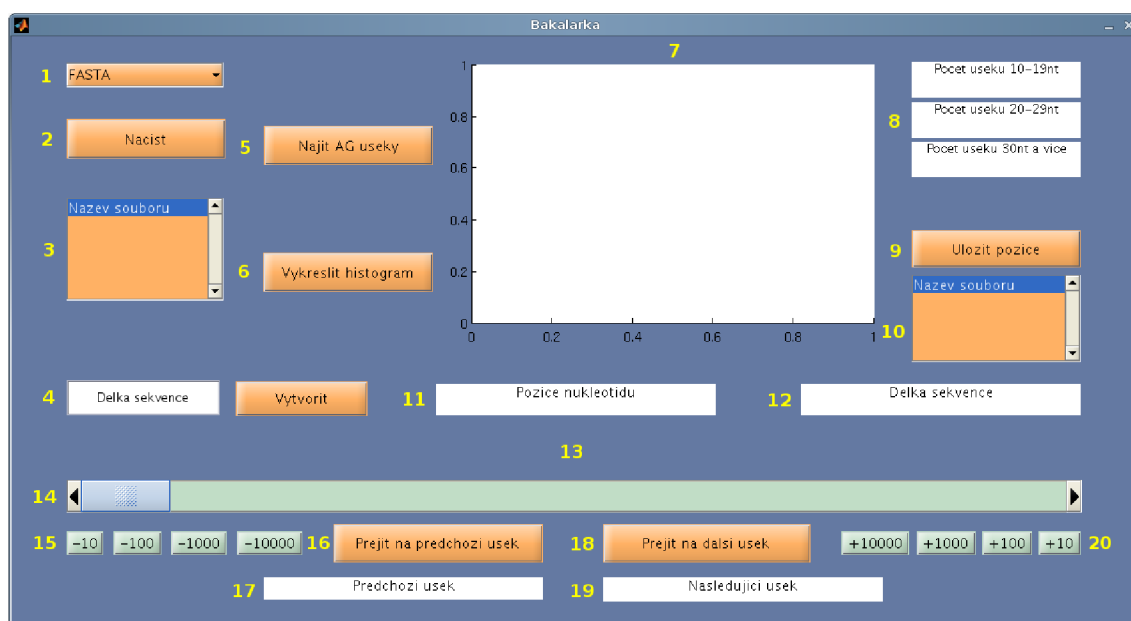 Bakalarka
7
1 FASTA
1
Pocet useku 10-19nt
2 Nacist
5 Najit AG useky
0.8
8
Pocet useku 20-29nt
Pocet useku 30nt a vice
0.6
3
Nazev souboru
0.4
9 Ulozit pozice
6 Vykreslit histogram
0.2
Nazev souboru
0
0 0.2 0.4 0.6 0.8 1
10
4 Delka sekvence Vytvorit 11 Pozice nukleotidu 12 Delka sekvence
13
14
15 -10 -100 -1000 -10000 16 Prejit na predchozi usek 18 Prejit na dalsi usek +10000 +1000 +100 +10 20
17 Predchozi usek 19 Nasledujici usek